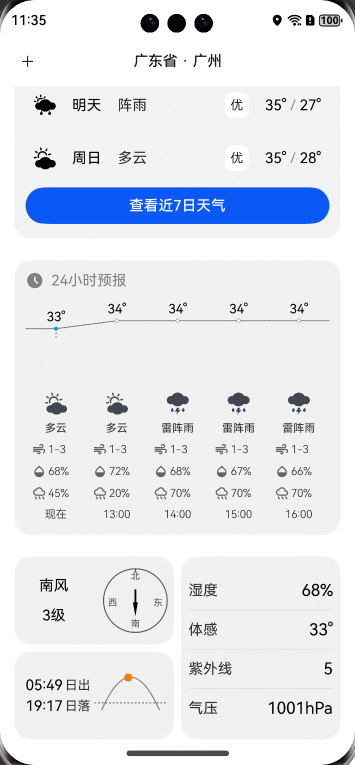 11:35 100
+ 广东省 · 广州
明天 阵雨 优 35° / 27°
周日 多云 优 35° / 28°
查看近7日天气
24小时预报
33° 34° 34° 34° 34°
多云 多云 雷阵雨 雷阵雨 雷阵雨
1-3 1-3 1-3 1-3 1-3
68% 72% 68% 67% 66%
45% 20% 70% 70% 70%
现在 13:00 14:00 15:00 16:00
南风
3级
北
西 东
南
05:49 日出
19:17 日落
湿度 68%
体感 33°
紫外线 5
气压 1001hPa